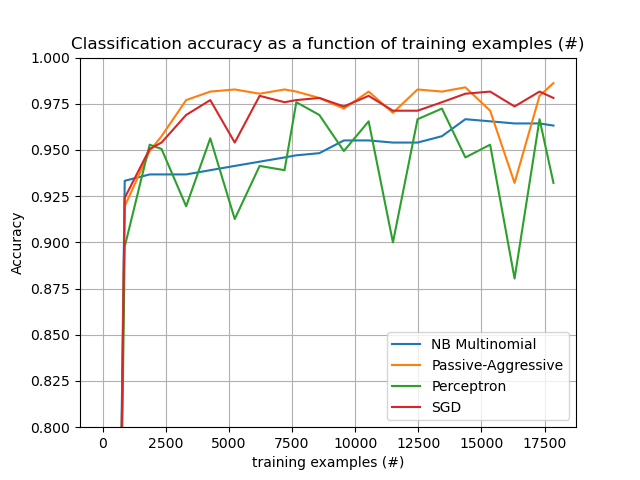 Classification accuracy as a function of training examples (#)
1.000
0.975
0.950
0.925
0.900
0.875
0.850
0.825
0.800
Accuracy
NB Multinomial
Passive-Aggressive
Perceptron
SGD
0 2500 5000 7500 10000 12500 15000 17500
training examples (#)